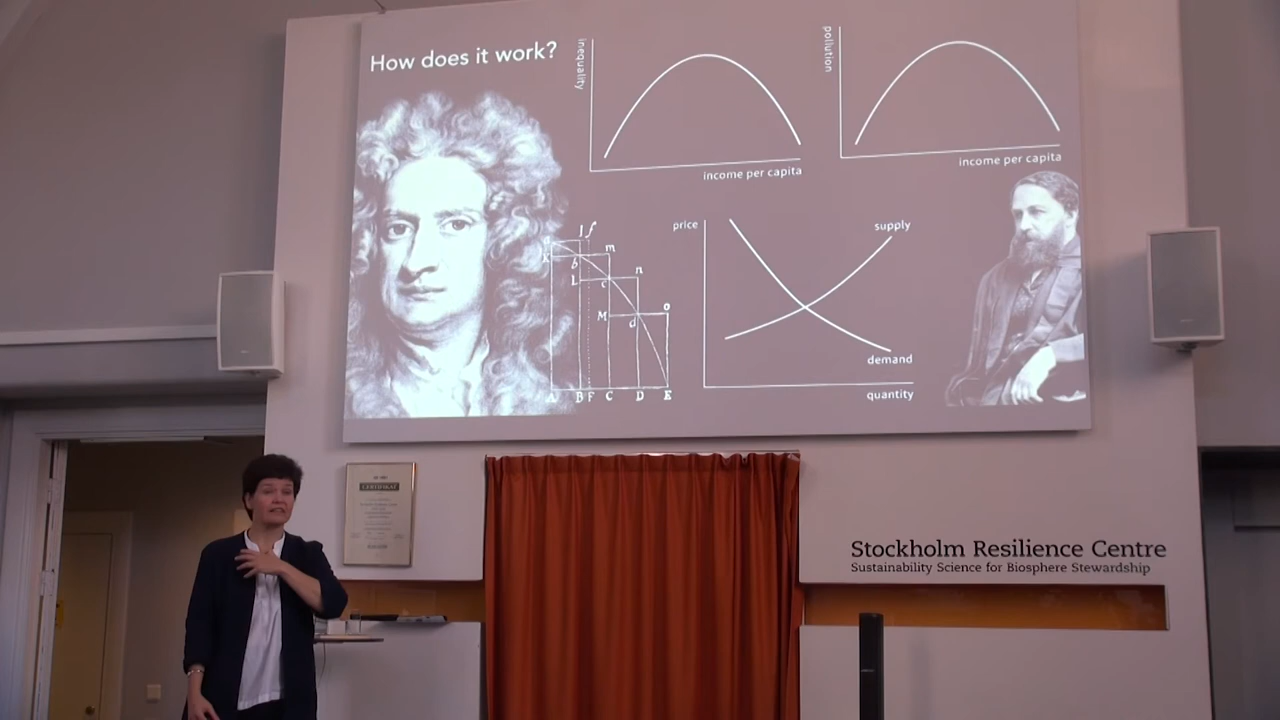 How does it work?
inequality
income per capita
pollution
income per capita
l f
a
m
K
b
n
L
c
M
o
d
A B F C D E
price
supply
demand
quantity
CERTIFIKAT
Stockholm Resilience Centre
Sustainability Science for Biosphere Stewardship